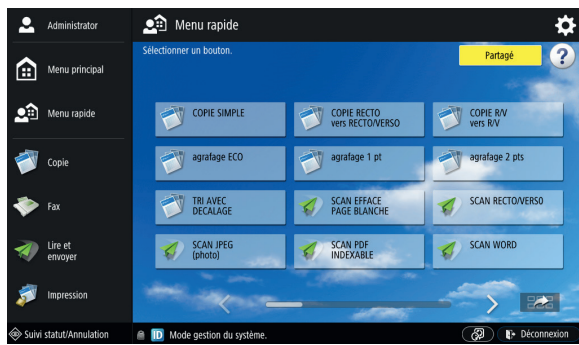 Administrator
Menu rapide
Sélectionner un bouton.
Partagé
?
Menu principal
Menu rapide
Copie
Fax
Lire et
envoyer
Impression
COPIE SIMPLE
COPIE RECTO
vers RECTO/VERSO
COPIE R/V
vers R/V
agrafage ECO
agrafage 1 pt
agrafage 2 pts
TRI AVEC
DECALAGE
SCAN EFFACE
PAGE BLANCHE
SCAN RECTO/VERSO
SCAN JPEG
(photo)
SCAN PDF
INDEXABLE
SCAN WORD
Suivi statut/Annulation
ID Mode gestion du système.
Déconnexion